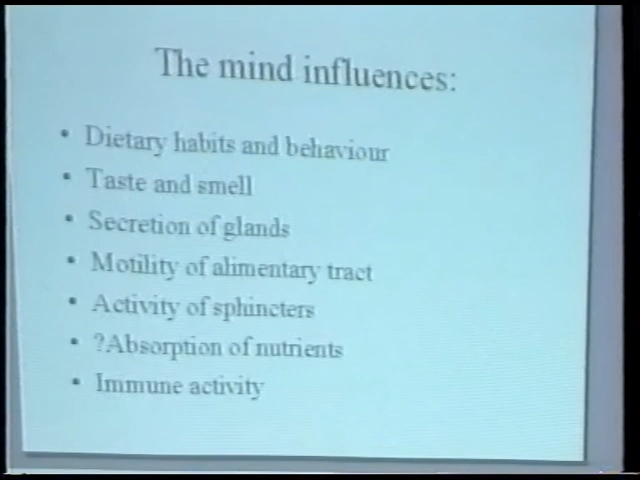 The mind influences:
• Dietary habits and behaviour
• Taste and smell
• Secretion of glands
• Motility of alimentary tract
• Activity of sphincters
• ?Absorption of nutrients
• Immune activity